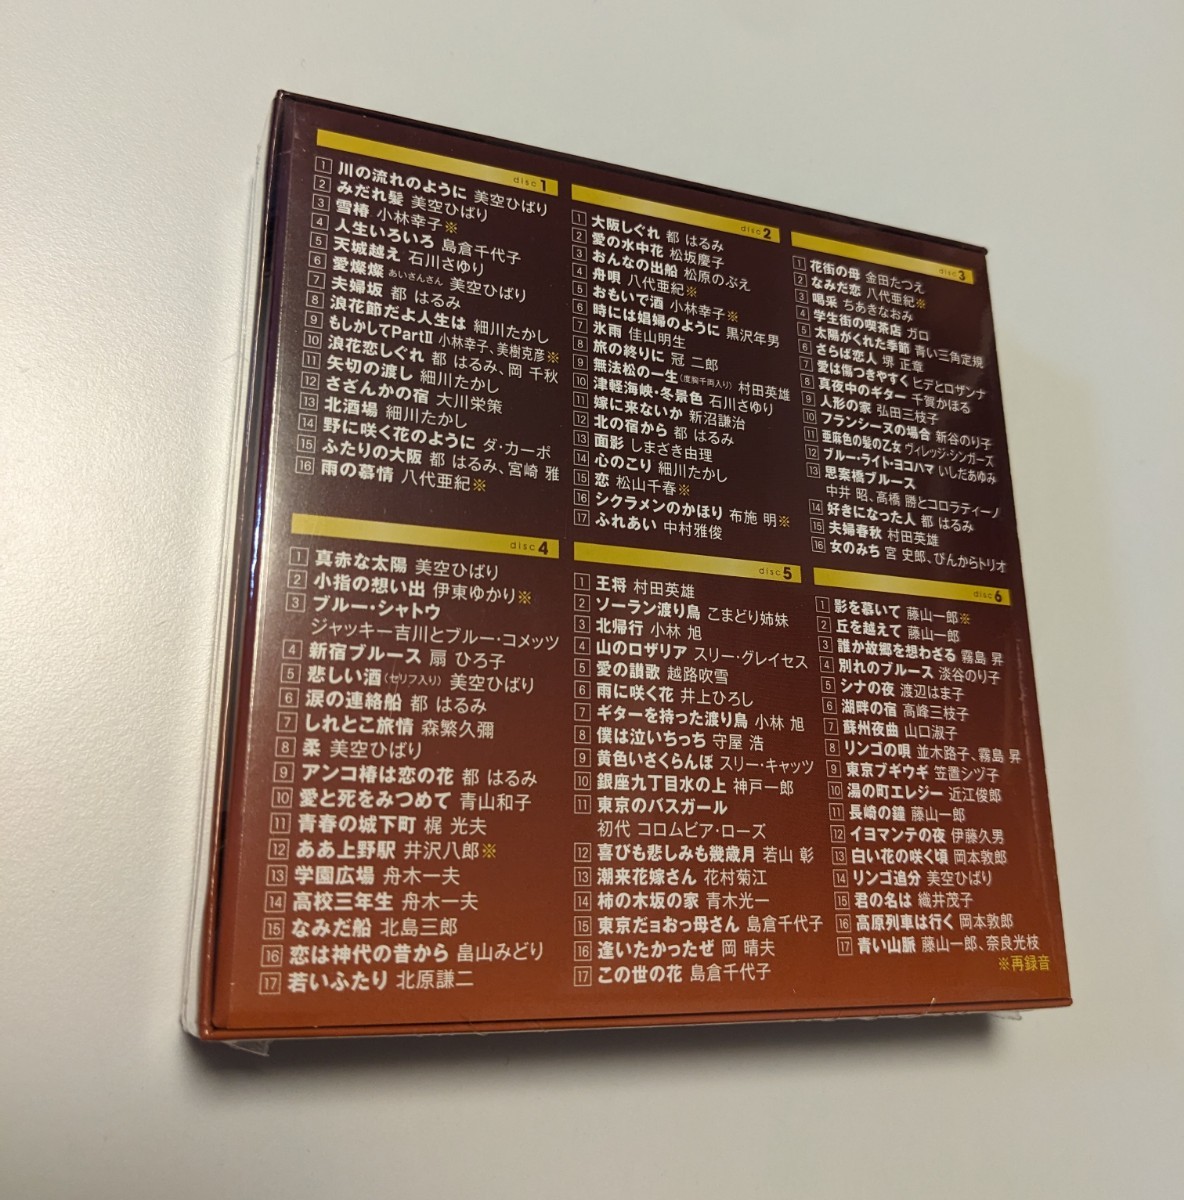 disc 1
1 川の流れのように 美空ひばり
2 みだれ髪 美空ひばり
3 雪椿 小林幸子※
4 人生いろいろ 島倉千代子
5 天城越え 石川さゆり
6 愛燦燦 あいさんさん 美空ひばり
7 夫婦坂 都 はるみ
8 浪花節だよ人生は 細川たかし
9 もしかしてPartⅡ 小林幸子、美樹克彦※
10 浪花恋しぐれ 都 はるみ、岡 千秋
11 矢切の渡し 細川たかし
12 さざんかの宿 大川栄策
13 北酒場 細川たかし
14 野に咲く花のように ダ・カーポ
15 ふたりの大阪 都 はるみ、宮崎 雅
16 雨の慕情 八代亜紀※
disc 2
1 大阪しぐれ 都 はるみ
2 愛の水中花 松坂慶子
3 おんなの出船 松原のぶえ
4 舟唄 八代亜紀※
5 おもいで酒 小林幸子※
6 時には娼婦のように 黒沢年男
7 氷雨 佳山明生
8 旅の終りに 冠 二郎
9 無法松の一生(度胸千両入り) 村田英雄
10 津軽海峡・冬景色 石川さゆり
11 嫁に来ないか 新沼謙治
12 北の宿から 都 はるみ
13 面影 しまざき由理
14 心のこり 細川たかし
15 恋 松山千春※
16 シクラメンのかほり 布施 明※
17 ふれあい 中村雅俊
disc 3
1 花街の母 金田たつえ
2 なみだ恋 八代亜紀※
3 喝采 ちあきなおみ
4 学生街の喫茶店 ガロ
5 太陽がくれた季節 青い三角定規
6 さらば恋人 堺 正章
7 愛は傷つきやすく ヒデとロザンナ
8 真夜中のギター 千賀かほる
9 人形の家 弘田三枝子
10 フランシーヌの場合 新谷のり子
11 亜麻色の髪の乙女 ヴィレッジ・シンガーズ
12 ブルー・ライト・ヨコハマ いしだあゆみ
13 思案橋ブルース
中井 昭、高橋 勝とコロラティーノ
14 好きになった人 都 はるみ
15 夫婦春秋 村田英雄
16 女のみち 宮 史郎、ぴんからトリオ
disc 4
1 真赤な太陽 美空ひばり
2 小指の想い出 伊東ゆかり※
3 ブルー・シャトウ
ジャッキー吉川とブルー・コメッツ
4 新宿ブルース 扇 ひろ子
5 悲しい酒(セリフ入り) 美空ひばり
6 涙の連絡船 都 はるみ
7 しれとこ旅情 森繁久彌
8 柔 美空ひばり
9 アンコ椿は恋の花 都 はるみ
10 愛と死をみつめて 青山和子
11 青春の城下町 梶 光夫
12 ああ上野駅 井沢八郎※
13 学園広場 舟木一夫
14 高校三年生 舟木一夫
15 なみだ船 北島三郎
16 恋は神代の昔から 畠山みどり
17 若いふたり 北原謙二
disc 5
1 王将 村田英雄
2 ソーラン渡り鳥 こまどり姉妹
3 北帰行 小林 旭
4 山のロザリア スリー・グレイセス
5 愛の讃歌 越路吹雪
6 雨に咲く花 井上ひろし
7 ギターを持った渡り鳥 小林 旭
8 僕は泣いちっち 守屋 浩
9 黄色いさくらんぼ スリー・キャッツ
10 銀座九丁目水の上 神戸一郎
11 東京のバスガール
初代 コロムビア・ローズ
12 喜びも悲しみも幾歳月 若山 彰
13 潮来花嫁さん 花村菊江
14 柿の木坂の家 青木光一
15 東京だョおっ母さん 島倉千代子
16 逢いたかったぜ 岡 晴夫
17 この世の花 島倉千代子
disc 6
1 影を慕いて 藤山一郎※
2 丘を越えて 藤山一郎
3 誰か故郷を想わざる 霧島 昇
4 別れのブルース 淡谷のり子
5 シナの夜 渡辺はま子
6 湖畔の宿 高峰三枝子
7 蘇州夜曲 山口淑子
8 リンゴの唄 並木路子、霧島 昇
9 東京ブギウギ 笠置シヅ子
10 湯の町エレジー 近江俊郎
11 長崎の鐘 藤山一郎
12 イヨマンテの夜 伊藤久男
13 白い花の咲く頃 岡本敦郎
14 リンゴ追分 美空ひばり
15 君の名は 織井茂子
16 高原列車は行く 岡本敦郎
17 青い山脈 藤山一郎、奈良光枝
※再録音